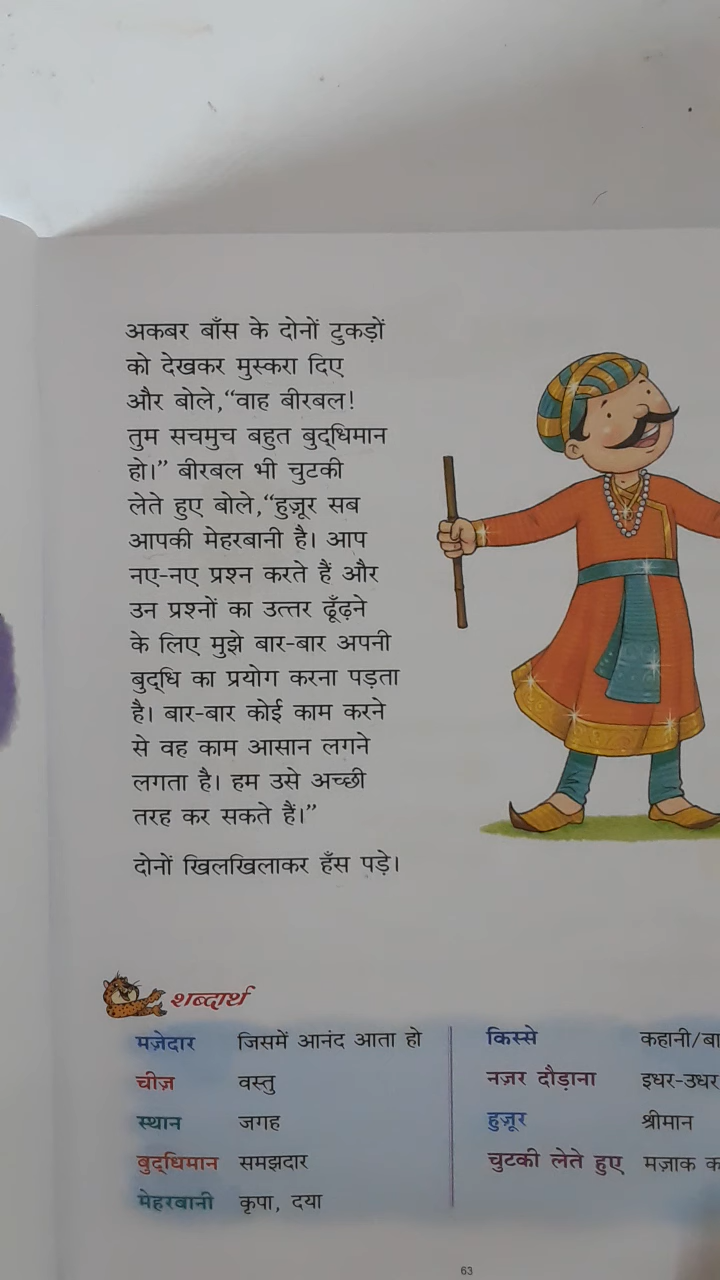 अकबर बाँस के दोनों टुकड़ों
को देखकर मुस्करा दिए
और बोले,“वाह बीरबल!
तुम सचमुच बहुत बुद्‌धिमान
हो।” बीरबल भी चुटकी
लेते हुए बोले,“हुज़ूर सब
आपकी मेहरबानी है। आप
नए-नए प्रश्न करते हैं और
उन प्रश्नों का उत्तर ढूँढ़ने
के लिए मुझे बार-बार अपनी
बुद्‌धि का प्रयोग करना पड़ता
है। बार-बार कोई काम करने
से वह काम आसान लगने
लगता है। हम उसे अच्छी
तरह कर सकते हैं।”
दोनों खिलखिलाकर हँस पड़े।
शब्दार्थ
मज़ेदार जिसमें आनंद आता हो
चीज़ वस्तु
स्थान जगह
बुद्‌धिमान समझदार
मेहरबानी कृपा, दया
किस्से कहानी/
नज़र दौड़ाना इधर-उधर
हुज़ूर श्रीमान
चुटकी लेते हुए मज़ाक
63